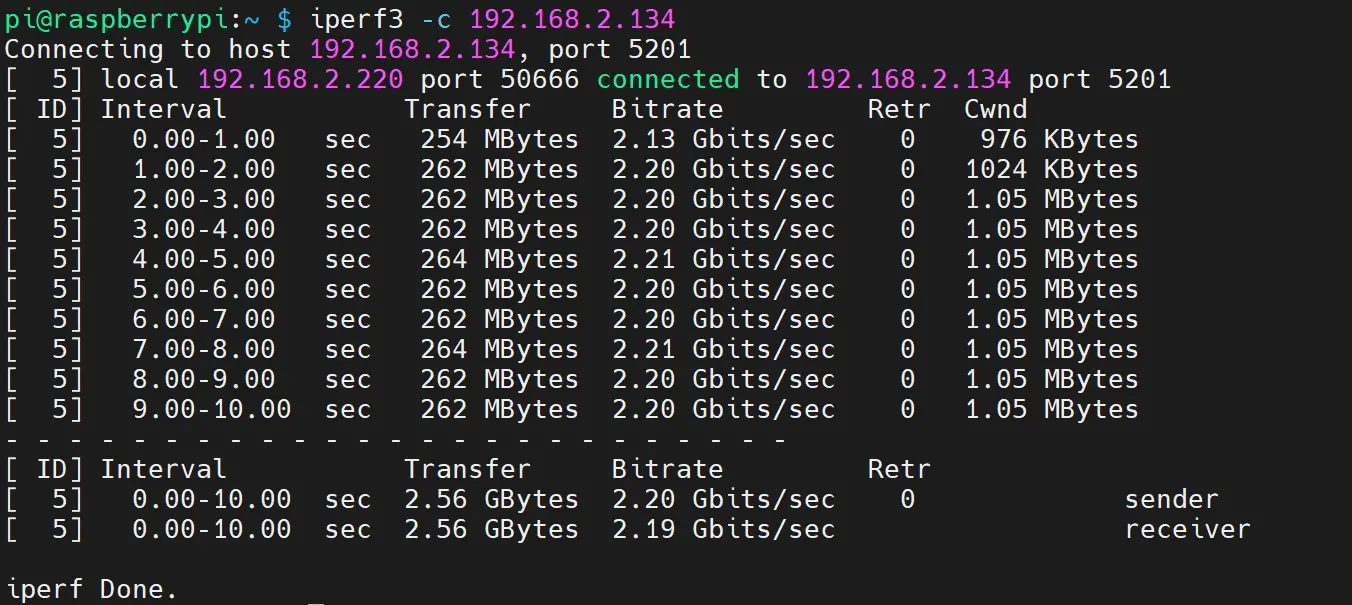 pi@raspberrypi:~ $ iperf3 -c 192.168.2.134
Connecting to host 192.168.2.134, port 5201
[  5] local 192.168.2.220 port 50666 connected to 192.168.2.134 port 5201
[ ID] Interval           Transfer     Bitrate         Retr  Cwnd
[  5]   0.00-1.00   sec   254 MBytes  2.13 Gbits/sec    0    976 KBytes
[  5]   1.00-2.00   sec   262 MBytes  2.20 Gbits/sec    0   1024 KBytes
[  5]   2.00-3.00   sec   262 MBytes  2.20 Gbits/sec    0   1.05 MBytes
[  5]   3.00-4.00   sec   262 MBytes  2.20 Gbits/sec    0   1.05 MBytes
[  5]   4.00-5.00   sec   264 MBytes  2.21 Gbits/sec    0   1.05 MBytes
[  5]   5.00-6.00   sec   262 MBytes  2.20 Gbits/sec    0   1.05 MBytes
[  5]   6.00-7.00   sec   262 MBytes  2.20 Gbits/sec    0   1.05 MBytes
[  5]   7.00-8.00   sec   264 MBytes  2.21 Gbits/sec    0   1.05 MBytes
[  5]   8.00-9.00   sec   262 MBytes  2.20 Gbits/sec    0   1.05 MBytes
[  5]   9.00-10.00  sec   262 MBytes  2.20 Gbits/sec    0   1.05 MBytes
- - - - - - - - - - - - - - - - - - - - - - - - -
[ ID] Interval           Transfer     Bitrate         Retr
[  5]   0.00-10.00  sec  2.56 GBytes  2.20 Gbits/sec    0             sender
[  5]   0.00-10.00  sec  2.56 GBytes  2.19 Gbits/sec                  receiver

iperf Done.